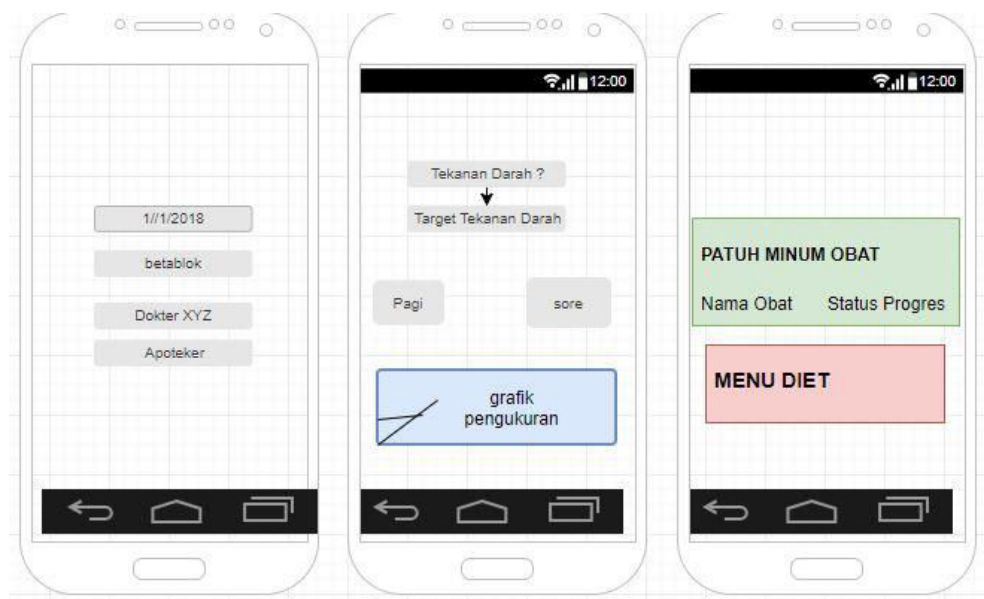 1//1/2018
betablok
Dokter XYZ
Apoteker
12:00
Tekanan Darah ?
Target Tekanan Darah
Pagi
sore
grafik
pengukuran
12:00
PATUH MINUM OBAT
Nama Obat Status Progres
MENU DIET